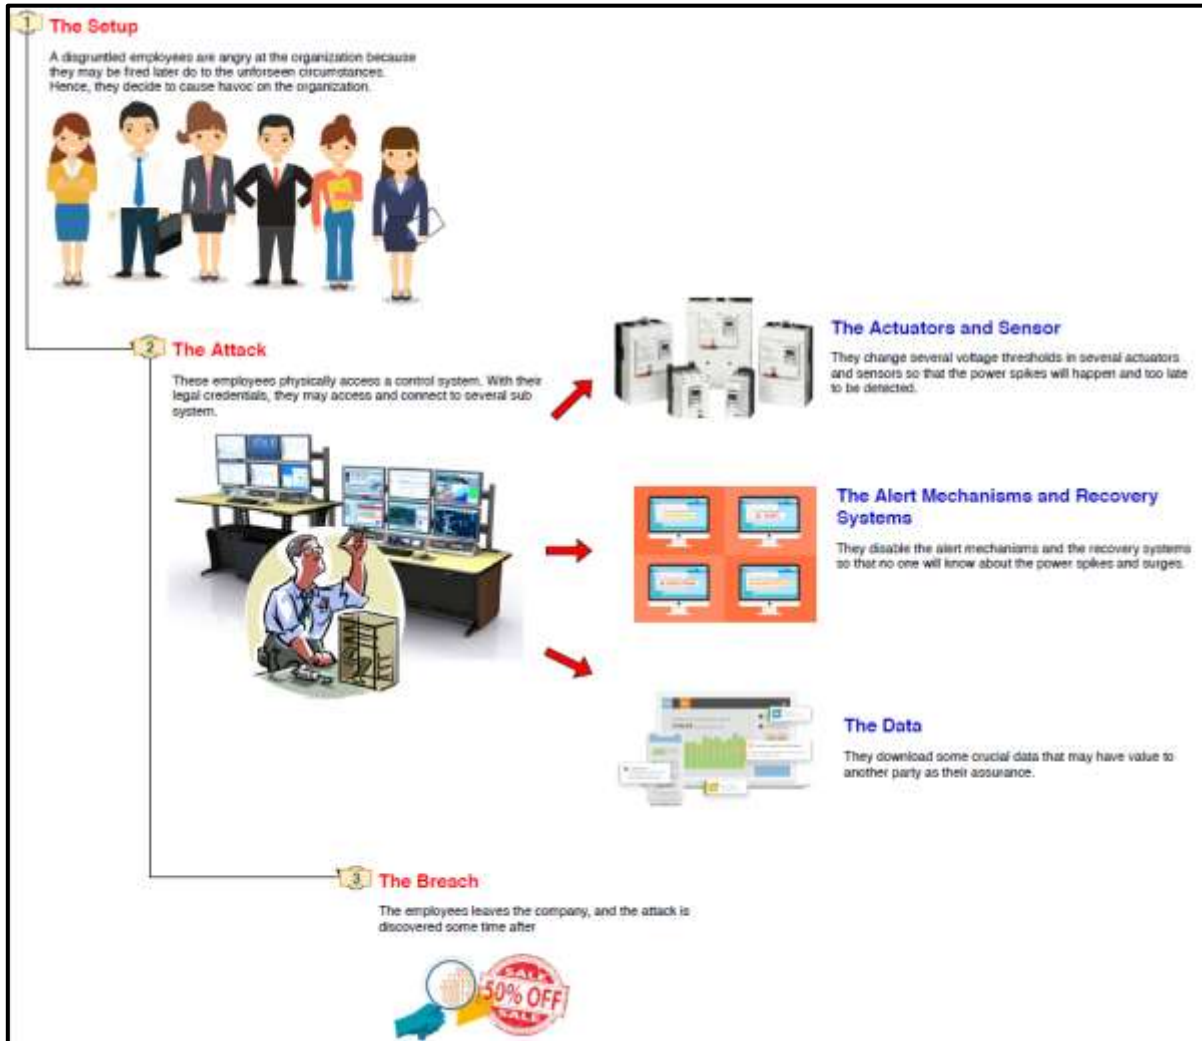 1
The Setup
A disgruntled employees are angry at the organization because
they may be fired later do to the unforseen circumstances.
Hence, they decide to cause havoc on the organization.
2
The Attack
These employees physically access a control system. With their
legal credentials, they may access and connect to several sub
system.
The Actuators and Sensor
They change several voltage thresholds in several actuators
and sensors so that the power spikes will happen and too late
to be detected.
The Alert Mechanisms and Recovery
Systems
They disable the alert mechanisms and the recovery systems
so that no one will know about the power spikes and surges.
The Data
They download some crucial data that may have value to
another party as their assurance.
3
The Breach
The employees leaves the company, and the attack is
discovered some time after
SALE
50% OFF
SALE